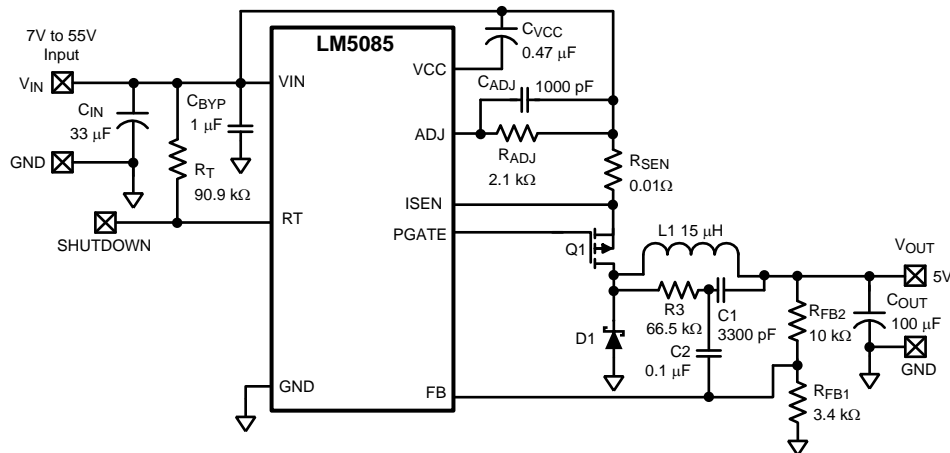 7V to 55V
Input
VIN
CIN
33 μF
GND
CBYP
1 μF
RT
90.9 kΩ
SHUTDOWN
LM5085
VIN
RT
GND
VCC
ADJ
ISEN
PGATE
FB
CVCC
0.47 μF
CADJ
1000 pF
RADJ
2.1 kΩ
RSEN
0.01Ω
Q1
L1 15 μH
R3
66.5 kΩ
C1
3300 pF
C2
0.1 μF
D1
VOUT
5V
RFB2
10 kΩ
COUT
100 μF
GND
RFB1
3.4 kΩ